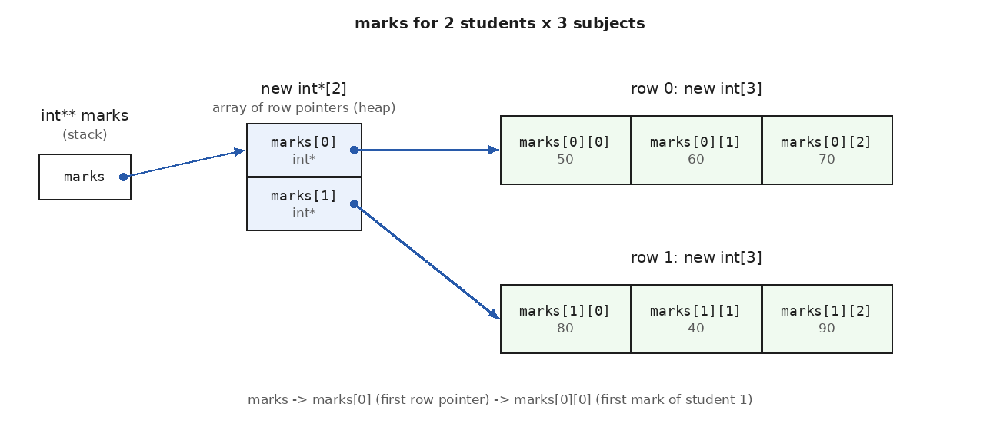 marks for 2 students x 3 subjects
int** marks
(stack)
marks
new int*[2]
array of row pointers (heap)
marks[0]
int*
marks[1]
int*
row 0: new int[3]
marks[0][0] marks[0][1] marks[0][2]
50 60 70
row 1: new int[3]
marks[1][0] marks[1][1] marks[1][2]
80 40 90
marks -> marks[0] (first row pointer) -> marks[0][0] (first mark of student 1)